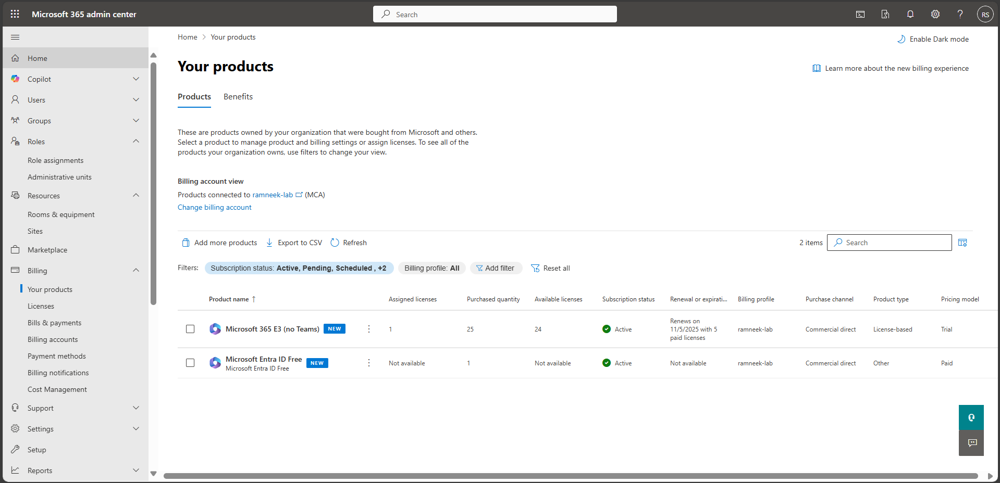 Microsoft 365 admin center
Search
RS
Home
Copilot
Users
Groups
Roles
Role assignments
Administrative units
Resources
Rooms & equipment
Sites
Marketplace
Billing
Your products
Licenses
Bills & payments
Billing accounts
Payment methods
Billing notifications
Cost Management
Support
Settings
Setup
Reports
Home > Your products
Enable Dark mode
Your products
Learn more about the new billing experience
Products Benefits
These are products owned by your organization that were bought from Microsoft and others.
Select a product to manage product and billing settings or assign licenses. To see all of the
products your organization owns, use filters to change your view.
Billing account view
Products connected to ramneek-lab (MCA)
Change billing account
Add more products Export to CSV Refresh 2 items Search
Filters: Subscription status: Active, Pending, Scheduled , +2 Billing profile: All Add filter Reset all
Product name ↑ Assigned licenses Purchased quantity Available licenses Subscription status Renewal or expirati... Billing profile Purchase channel Product type Pricing model
Microsoft 365 E3 (no Teams) NEW 1 25 24 Active
Renews on
11/5/2025 with 5
paid licenses
ramneek-lab Commercial direct License-based Trial
Microsoft Entra ID Free NEW
Microsoft Entra ID Free
Not available 1 Not available Active Not available ramneek-lab Commercial direct Other Paid